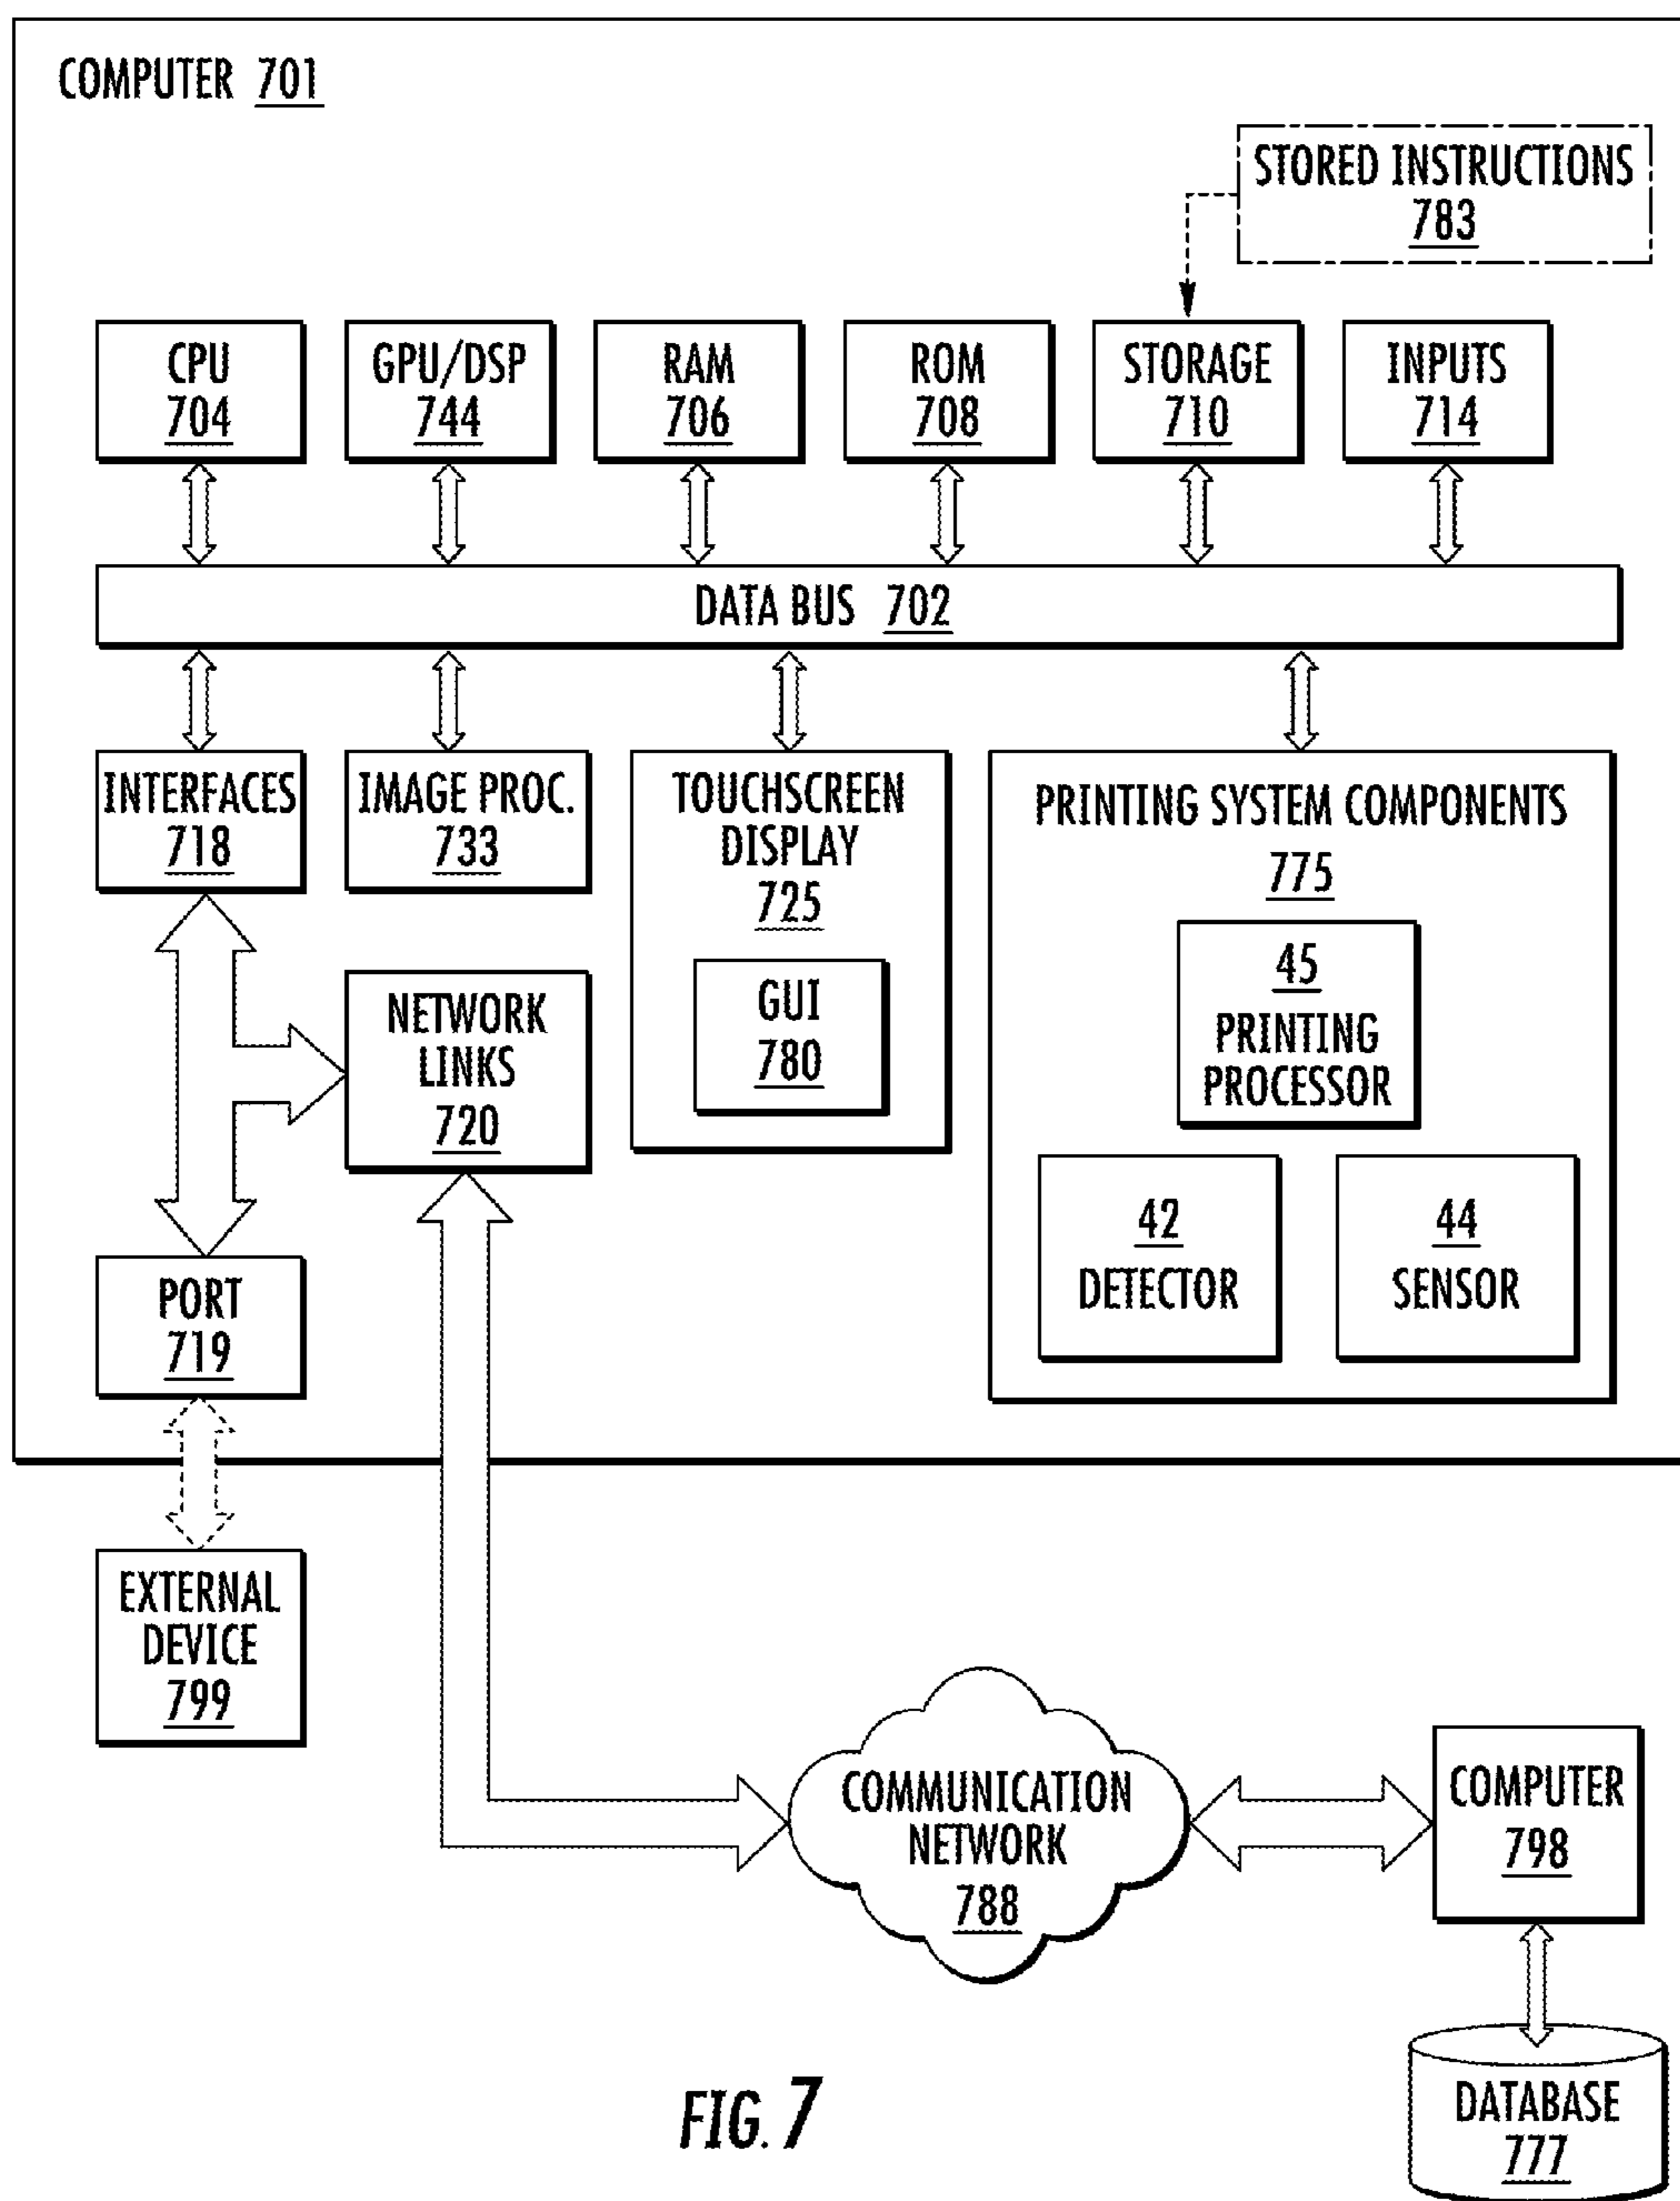 COMPUTER 701
STORED INSTRUCTIONS
783
CPU
704
GPU/DSP
744
RAM
706
ROM
708
STORAGE
710
INPUTS
714
DATA BUS 702
INTERFACES
718
IMAGE PROC.
733
TOUCHSCREEN
DISPLAY
725
GUI
780
PRINTING SYSTEM COMPONENTS
775
45
PRINTING
PROCESSOR
42
DETECTOR
44
SENSOR
NETWORK
LINKS
720
PORT
719
EXTERNAL
DEVICE
799
COMMUNICATION
NETWORK
788
COMPUTER
798
DATABASE
777
FIG. 7